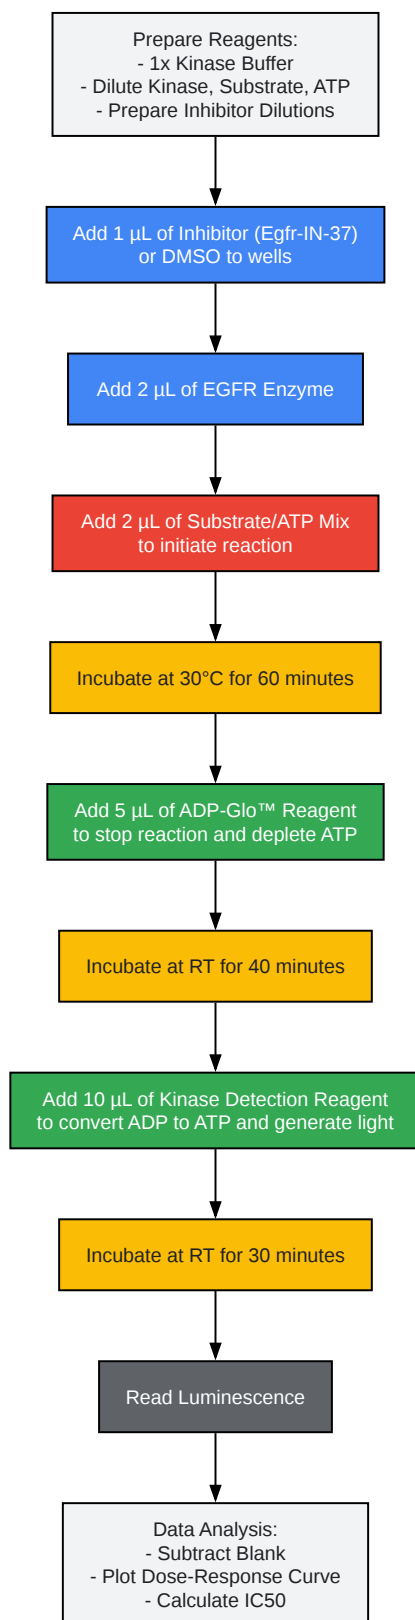 Prepare Reagents:
- 1x Kinase Buffer
- Dilute Kinase, Substrate, ATP
- Prepare Inhibitor Dilutions
Add 1 µL of Inhibitor (Egfr-IN-37)
or DMSO to wells
Add 2 µL of EGFR Enzyme
Add 2 µL of Substrate/ATP Mix
to initiate reaction
Incubate at 30°C for 60 minutes
Add 5 µL of ADP-Glo™ Reagent
to stop reaction and deplete ATP
Incubate at RT for 40 minutes
Add 10 µL of Kinase Detection Reagent
to convert ADP to ATP and generate light
Incubate at RT for 30 minutes
Read Luminescence
Data Analysis:
- Subtract Blank
- Plot Dose-Response Curve
- Calculate IC50